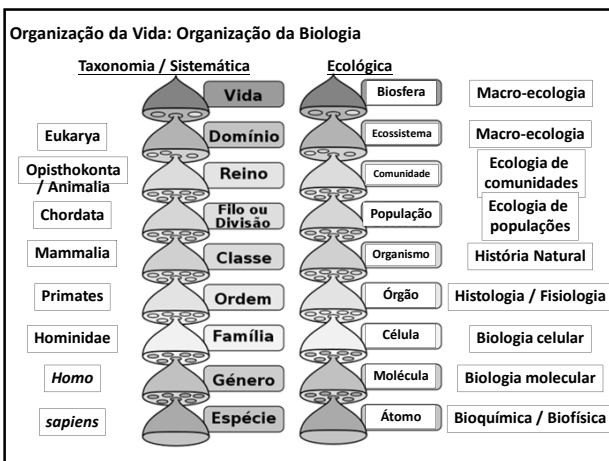 Organização da Vida: Organização da Biologia
Taxonomia / Sistemática
Ecológica
Vida
Biosfera
Macro-ecologia
Eukarya
Domínio
Ecossistema
Macro-ecologia
Opisthokonta
/ Animalia
Reino
Comunidade
Ecologia de
comunidades
Chordata
Filo ou
Divisão
População
Ecologia de
populações
Mammalia
Classe
Organismo
História Natural
Primates
Ordem
Órgão
Histologia / Fisiologia
Hominidae
Família
Célula
Biologia celular
Homo
Género
Molécula
Biologia molecular
sapiens
Espécie
Átomo
Bioquímica / Biofísica